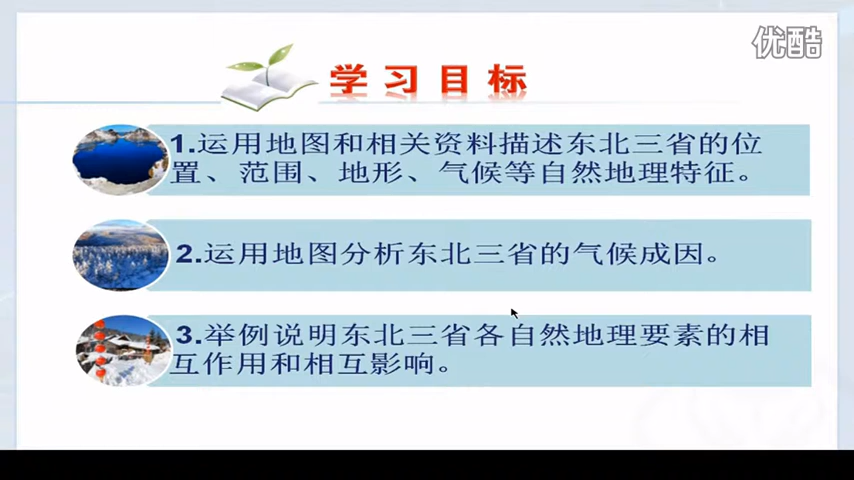 优酷
学习目标
1.运用地图和相关资料描述东北三省的位
置、范围、地形、气候等自然地理特征。
2.运用地图分析东北三省的气候成因。
3.举例说明东北三省各自然地理要素的相
互作用和相互影响。